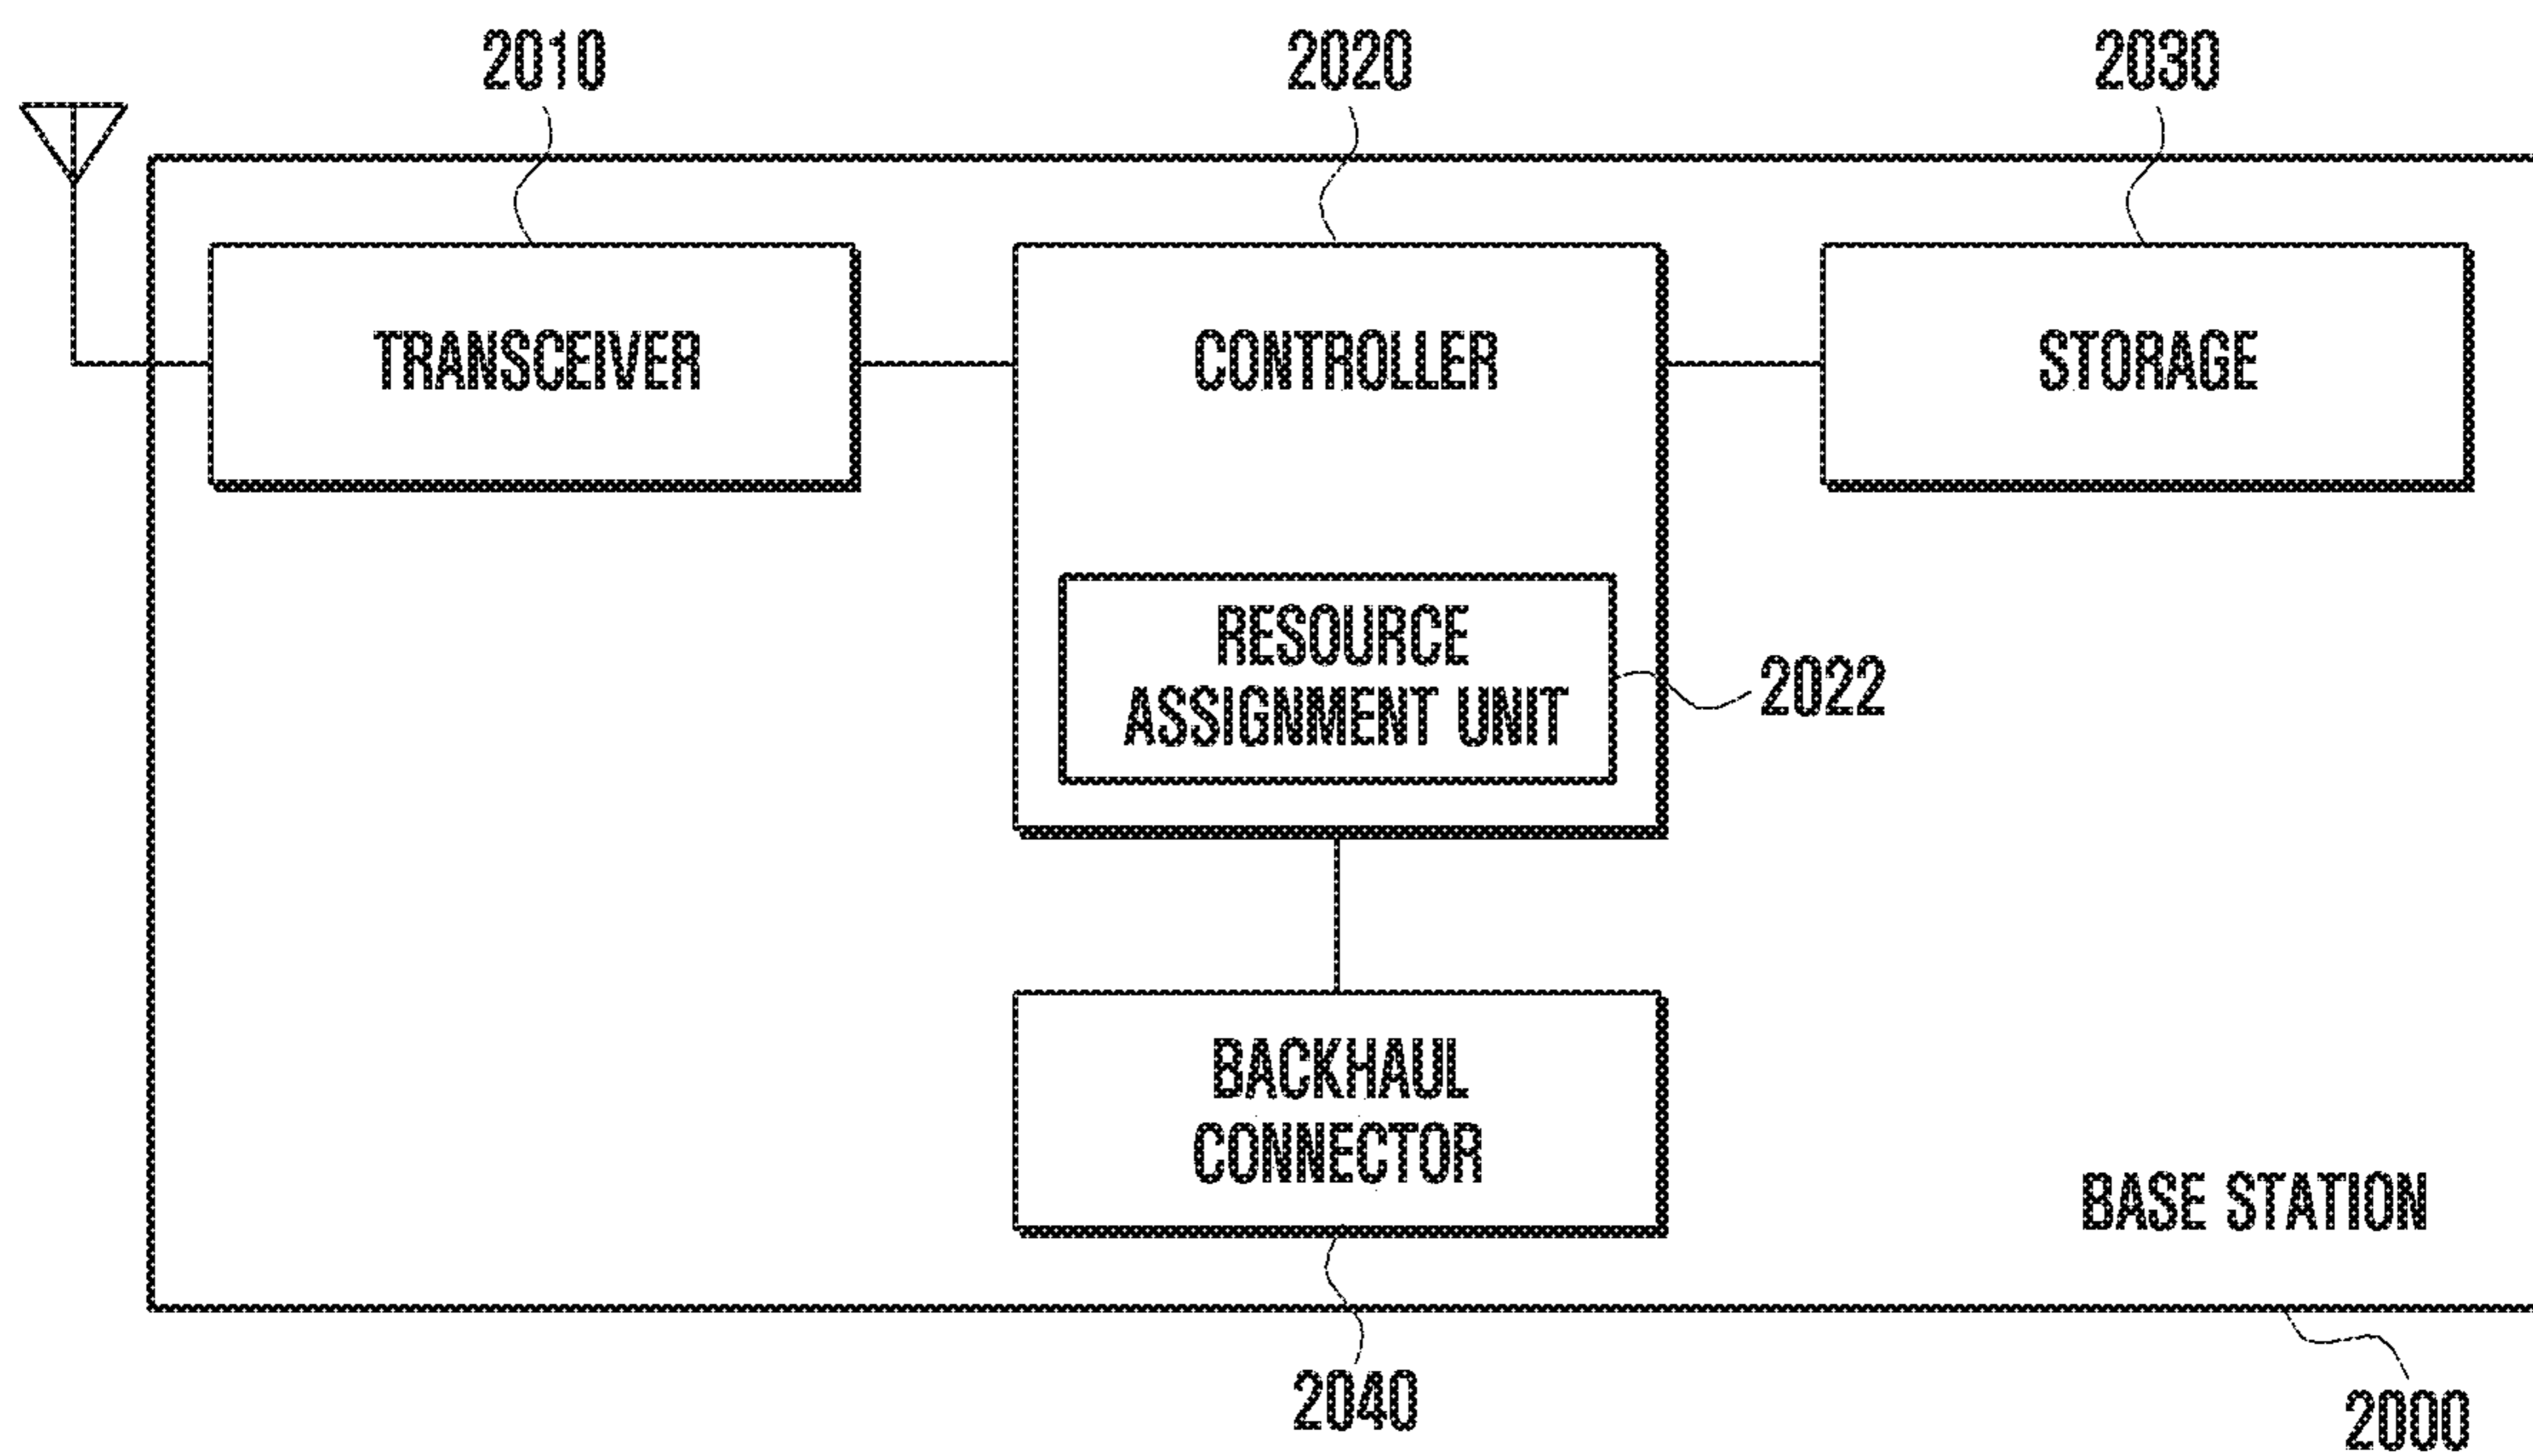 2010
2020
2030
TRANSCEIVER
CONTROLLER
STORAGE
RESOURCE
ASSIGNMENT UNIT
2022
BACKHAUL
CONNECTOR
BASE STATION
2040
2000